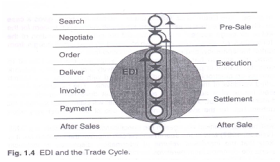 Search
Pre-Sale
Negotiate
Order
Execution
EDI
Deliver
Invoice
Settlement
Payment
After Sales
After Sale
Fig. 1.4 EDI and the Trade Cycle.